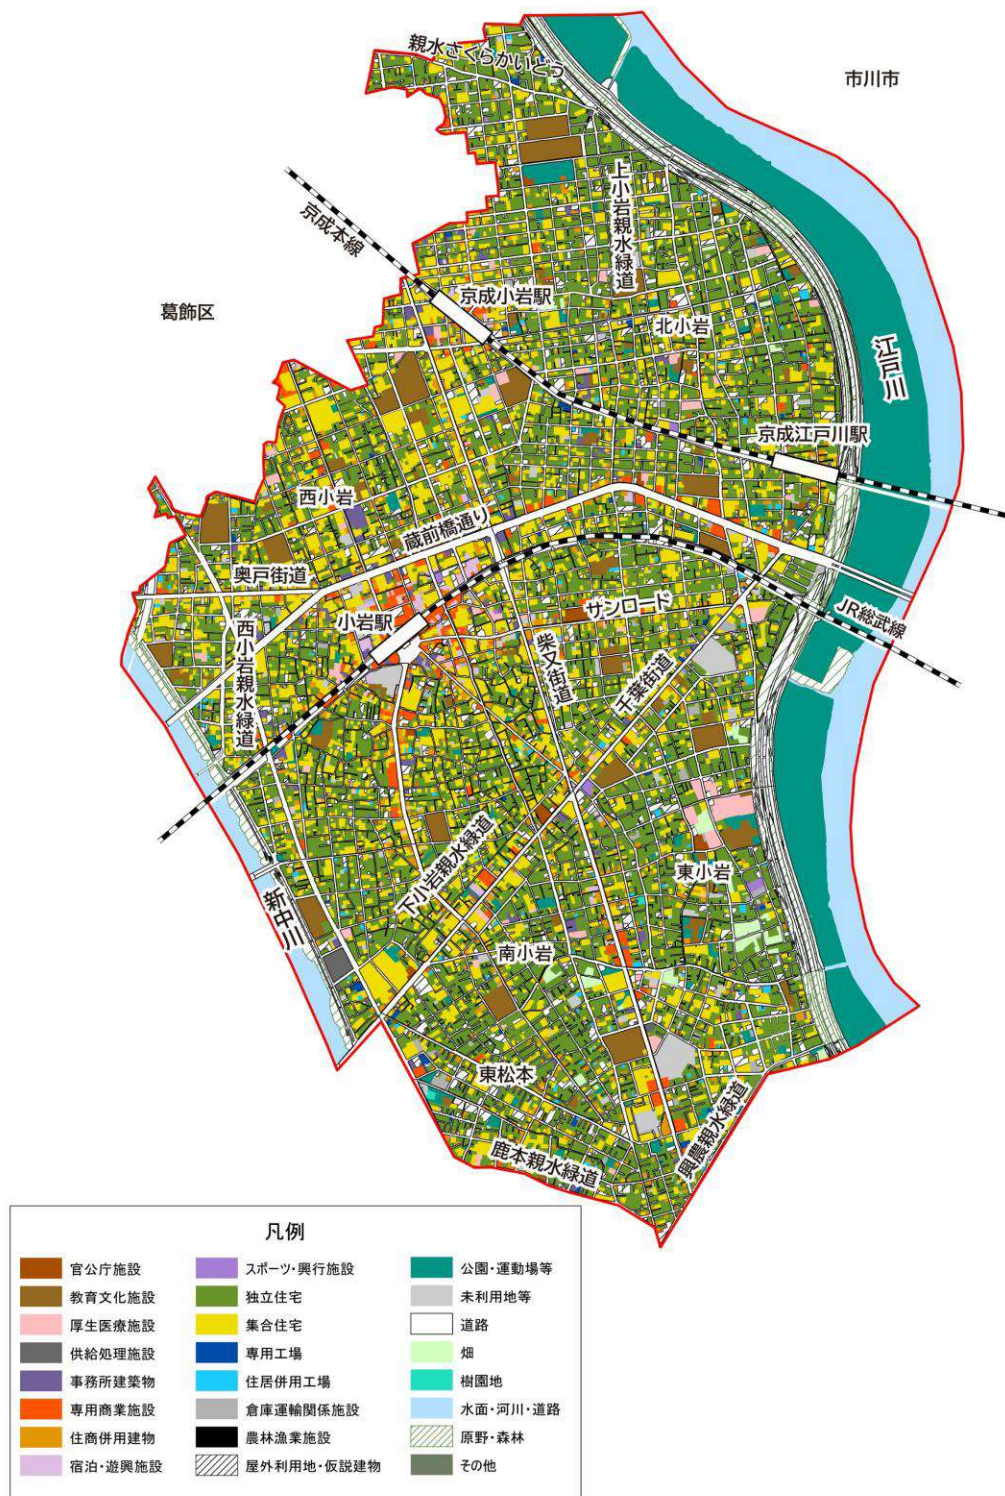 親水さくらかいどう
市川市
上小岩親水緑道
京成本線
京成小岩駅
葛飾区
北小岩
江戸川
京成江戸川駅
西小岩
蔵前橋通り
奥戸街道
サンロード
JR総武線
小岩駅
西小岩親水緑道
柴又街道
千葉街道
下小岩親水緑道
東小岩
新中川
南小岩
東松本
興農親水緑道
鹿本親水緑道
凡例
官公庁施設
教育文化施設
厚生医療施設
供給処理施設
事務所建築物
専用商業施設
住商併用建物
宿泊・遊興施設
スポーツ・興行施設
独立住宅
集合住宅
専用工場
住居併用工場
倉庫運輸関係施設
農林漁業施設
屋外利用地・仮設建物
公園・運動場等
未利用地等
道路
畑
樹園地
水面・河川・道路
原野・森林
その他